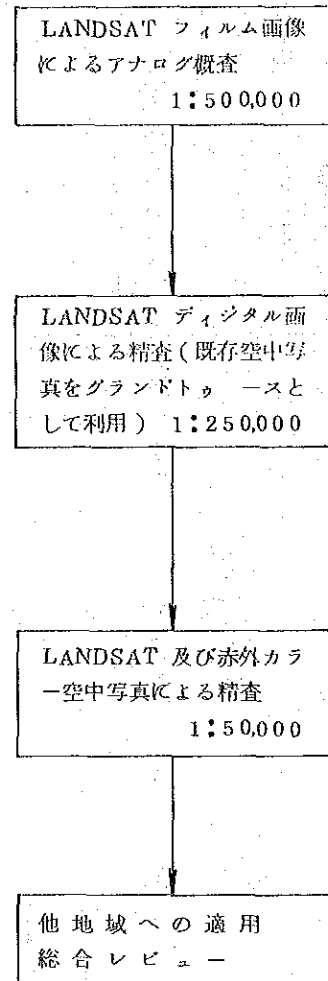 LANDSAT フィルム画像
によるアナログ概査
1:500,000
LANDSAT ディジタル画
像による精査(既存空中写
真をグランドトゥ ースと
して利用) 1:250,000
LANDSAT 及び赤外カラ
ー空中写真による精査
1:50,000
他地域への適用
総合レビュー